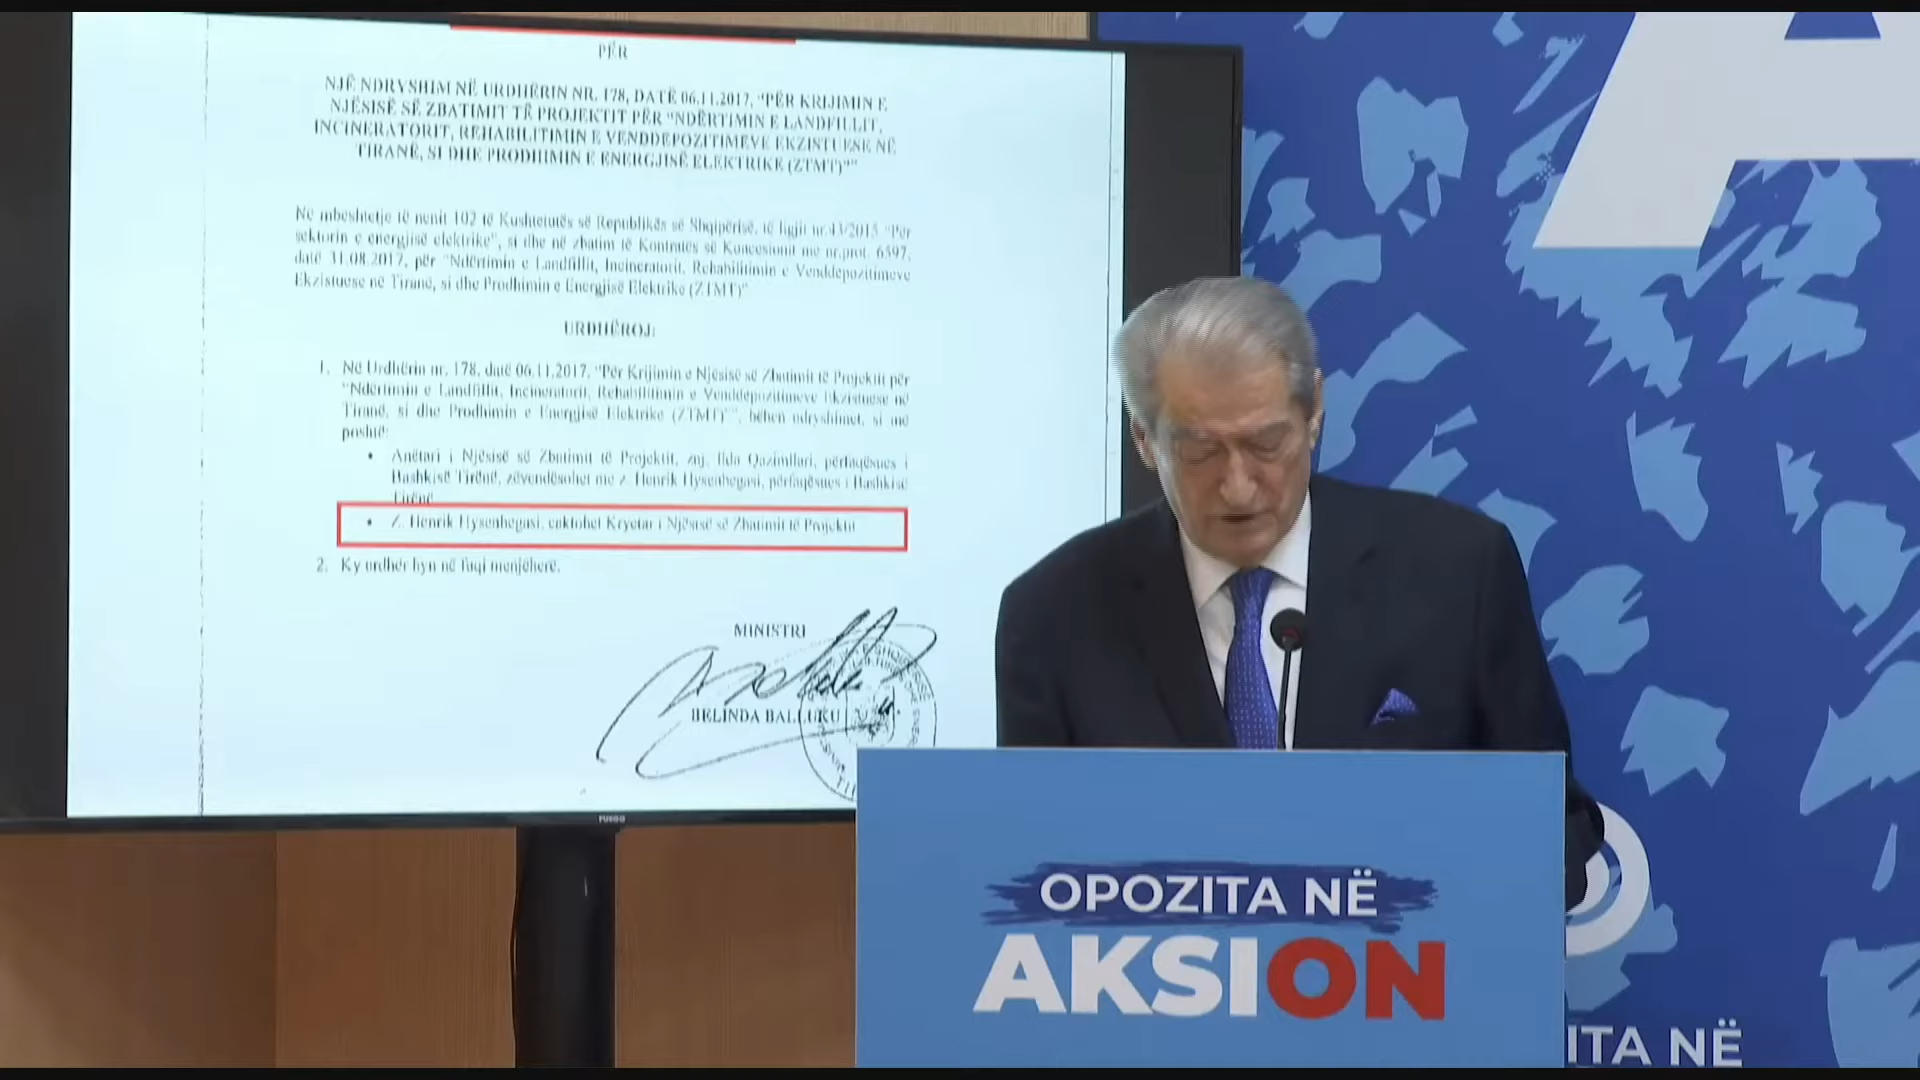 PËR
NJË NDRYSHIM NË URDHËRIN NR. 178, DATË 06.11.2017, "PËR KRIJIMIN E
NJËSISË SË ZBATIMIT TË PROJEKTIT PËR "NDËRTIMIN E LANDFILLIT,
INCINERATORIT, REHABILITIMIN E VENDDEPOZITIMEVE EKZISTUESE NË
TIRANË, SI DHE PRODHIMIN E ENERGJISË ELEKTRIKE (ZTMT)""
Në mbështetje të nenit 102 të Kushtetutës së Republikës së Shqipërisë, të ligjit nr.43/2015 "Për
sektorin e energjisë elektrike", si dhe në zbatim të Kontratës së Koncesionit me nr.prot. 6597,
datë 31.08.2017, për "Ndërtimin e Landfillit, Incineratorit, Rehabilitimin e Venddepozitimeve
Ekzistuese në Tiranë, si dhe Prodhimin e Energjisë Elektrike (ZTMT)"
URDHËROJ:
1. Në Urdhërin nr. 178, datë 06.11.2017, "Për Krijimin e Njësisë së Zbatimit të Projektit për
"Ndërtimin e Landfillit, Incineratorit, Rehabilitimin e Venddepozitimeve Ekzistuese në
Tiranë, si dhe Prodhimin e Energjisë Elektrike (ZTMT)"", bëhen ndryshimet, si më
poshtë:
• Anëtari i Njësisë së Zbatimit të Projektit, znj. Ilda Qazimllari, përfaqësues i
Bashkisë Tiranë, zëvendësohet me z. Henrik Hysenbegasi, përfaqësues i Bashkisë
Tiranë
• Z. Henrik Hysenbegasi, caktohet Kryetar i Njësisë së Zbatimit të Projektit
2. Ky urdhër hyn në fuqi menjëherë.
MINISTRI
BELINDA BALLUKU
OPOZITA NË
AKSION
ITA NË
A